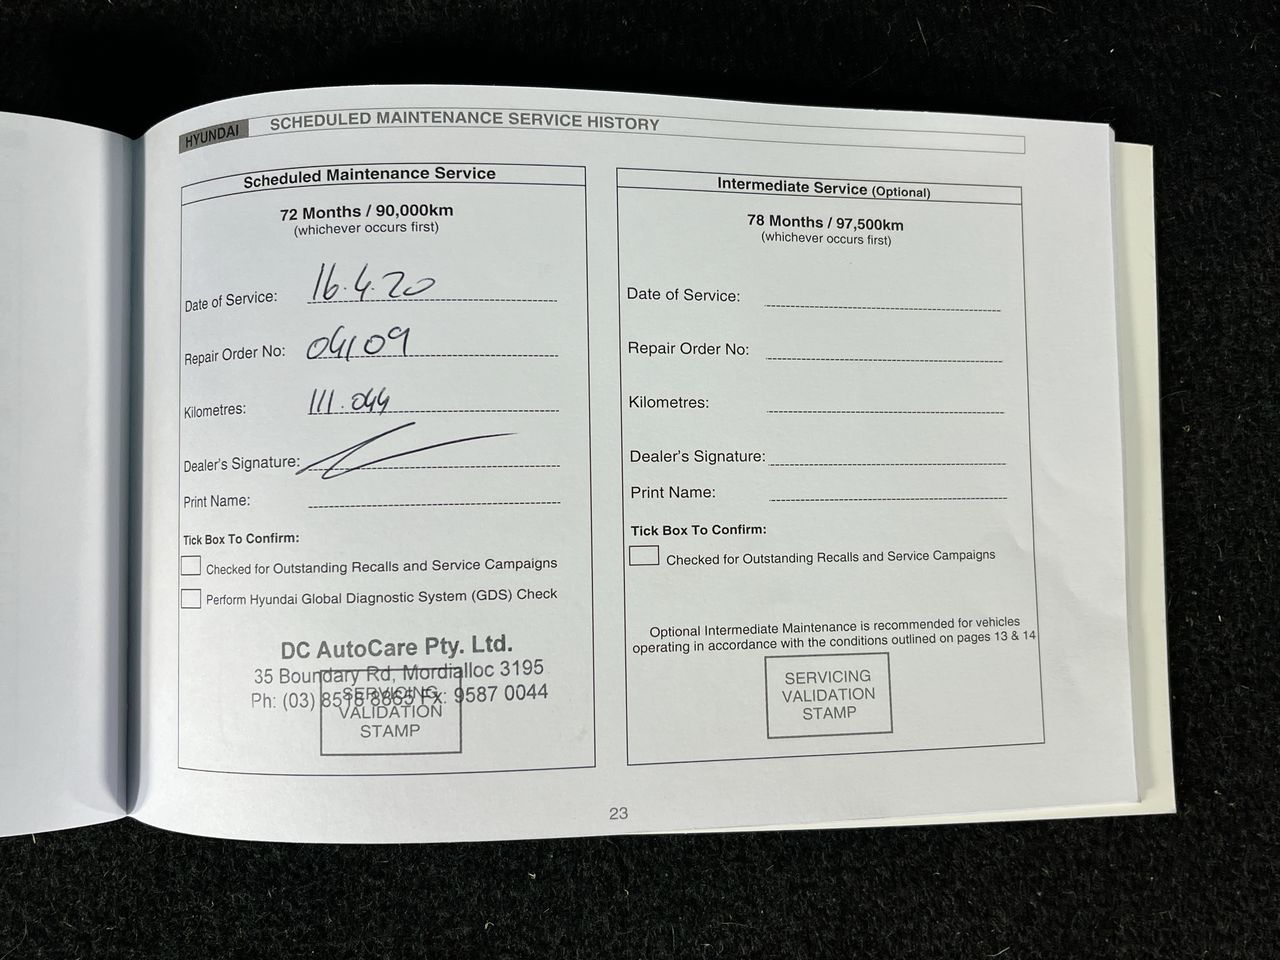 HYUNDAI
SCHEDULED MAINTENANCE SERVICE HISTORY
Scheduled Maintenance Service
72 Months / 90,000km
(whichever occurs first)
Date of Service: 16.4.20
Repair Order No: 04109
Kilometres: 111.044
Dealer's Signature:
Print Name:
Tick Box To Confirm:
Checked for Outstanding Recalls and Service Campaigns
Perform Hyundai Global Diagnostic System (GDS) Check
DC AutoCare Pty. Ltd.
35 Boundary Rd, Mordialloc 3195
Ph: (03) Fx: 9587 0044
SERVICING
VALIDATION
STAMP
Intermediate Service (Optional)
78 Months / 97,500km
(whichever occurs first)
Date of Service:
Repair Order No:
Kilometres:
Dealer's Signature:
Print Name:
Tick Box To Confirm:
Checked for Outstanding Recalls and Service Campaigns
Optional Intermediate Maintenance is recommended for vehicles
operating in accordance with the conditions outlined on pages 13 & 14
SERVICING
VALIDATION
STAMP
23